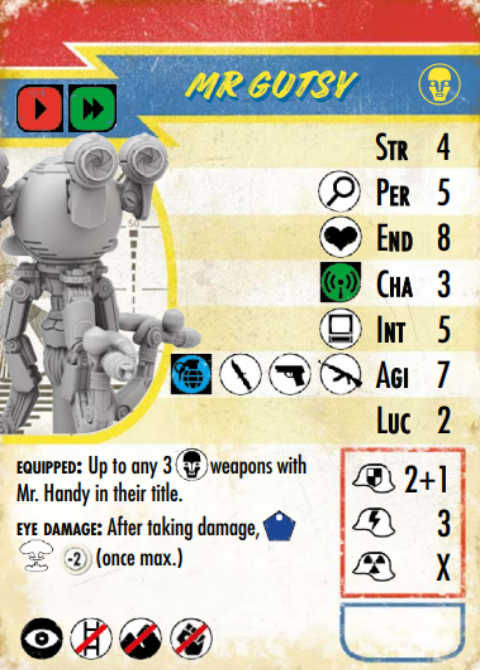 MR GUTSY
STR 4
PER 5
END 8
CHA 3
INT 5
AGI 7
LUC 2
50
EQUIPPED: Up to any 3 weapons with
Mr. Handy in their title.
EYE DAMAGE: After taking damage,
-2 (once max.)
2+1
3
X